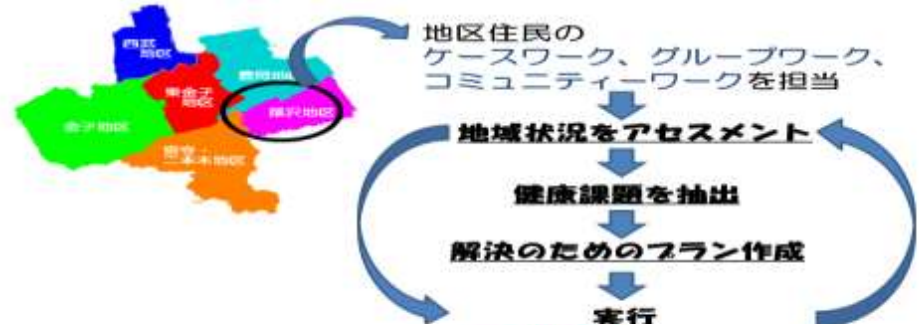 西武
地区
豊岡地区
東金子
地区
藤沢地区
金子地区
宮寺・
二本木地区
地区住民の
ケースワーク、グループワーク、
コミュニティーワークを担当
地域状況をアセスメント
健康課題を抽出
解決のためのプラン作成
実行